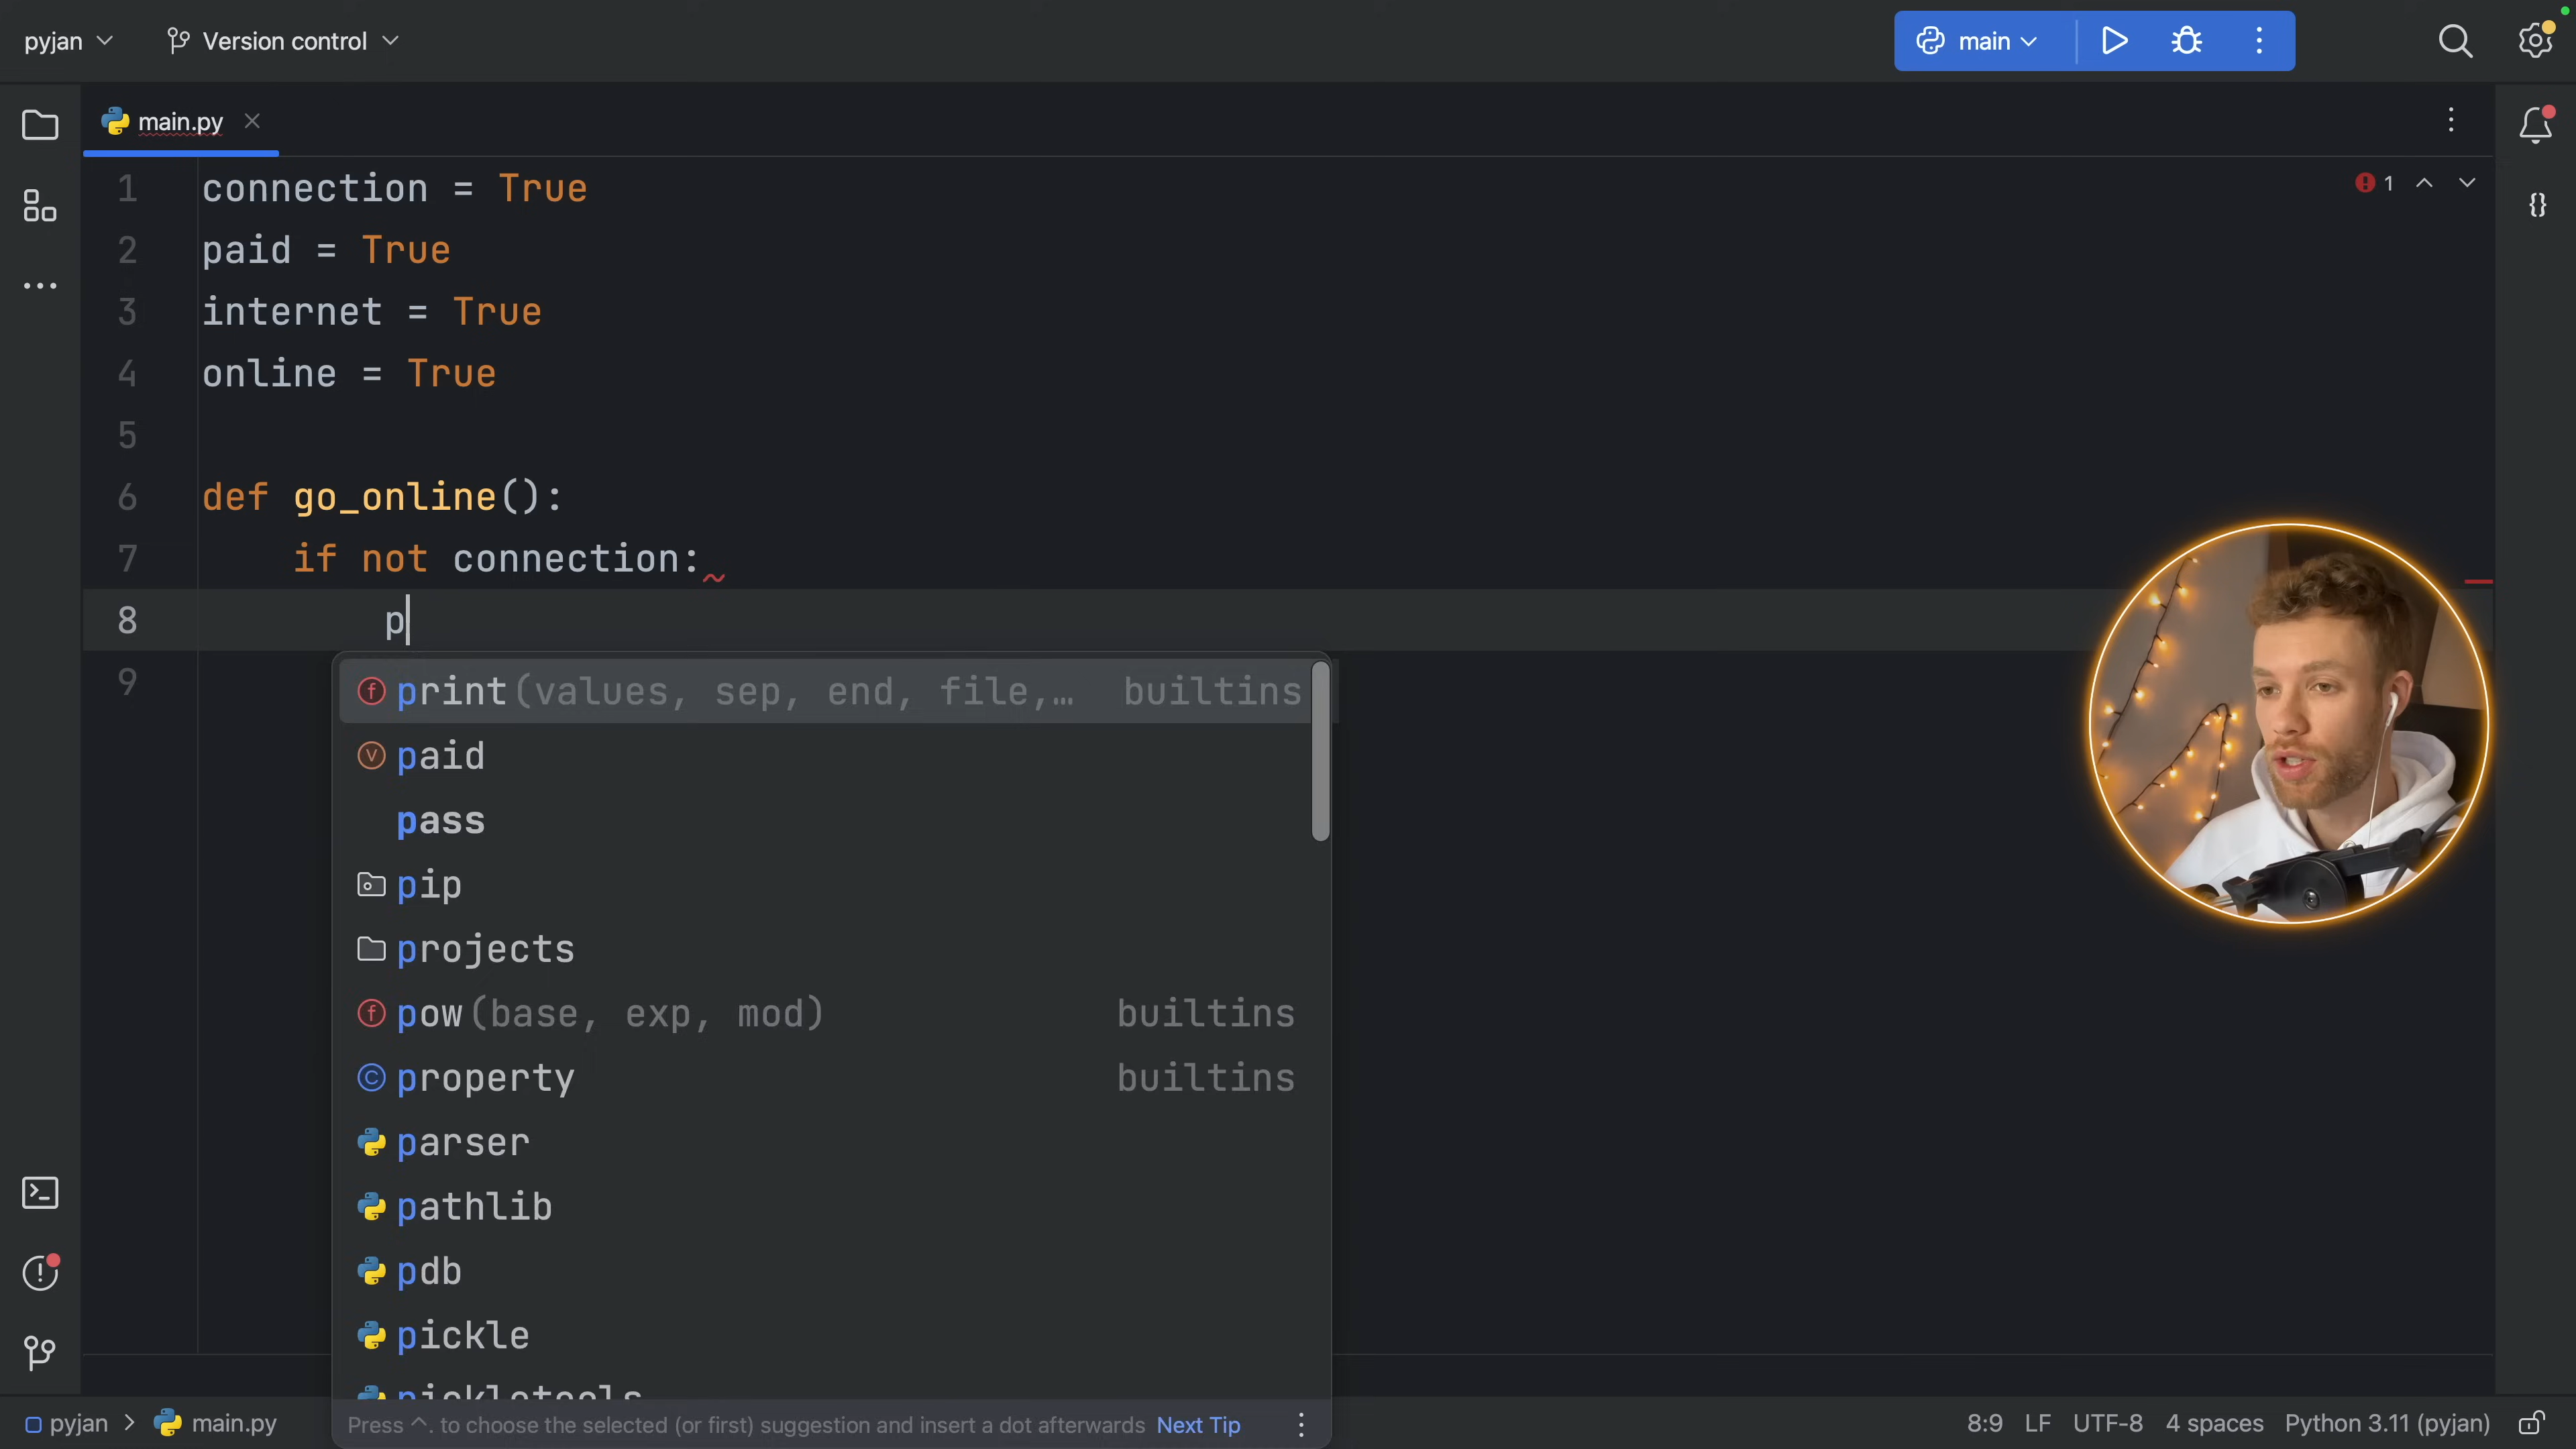 pyjan
Version control
main
main.py
1
1 connection = True
2 paid = True
3 internet = True
4 online = True
5
6 def go_online():
7     if not connection:
8         p
9
print(values, sep, end, file,… builtins
paid
pass
pip
projects
pow(base, exp, mod) builtins
property builtins
parser
pathlib
pdb
pickle
pickletools
Press ^. to choose the selected (or first) suggestion and insert a dot afterwards Next Tip
pyjan > main.py
8:9 LF UTF-8 4 spaces Python 3.11 (pyjan)